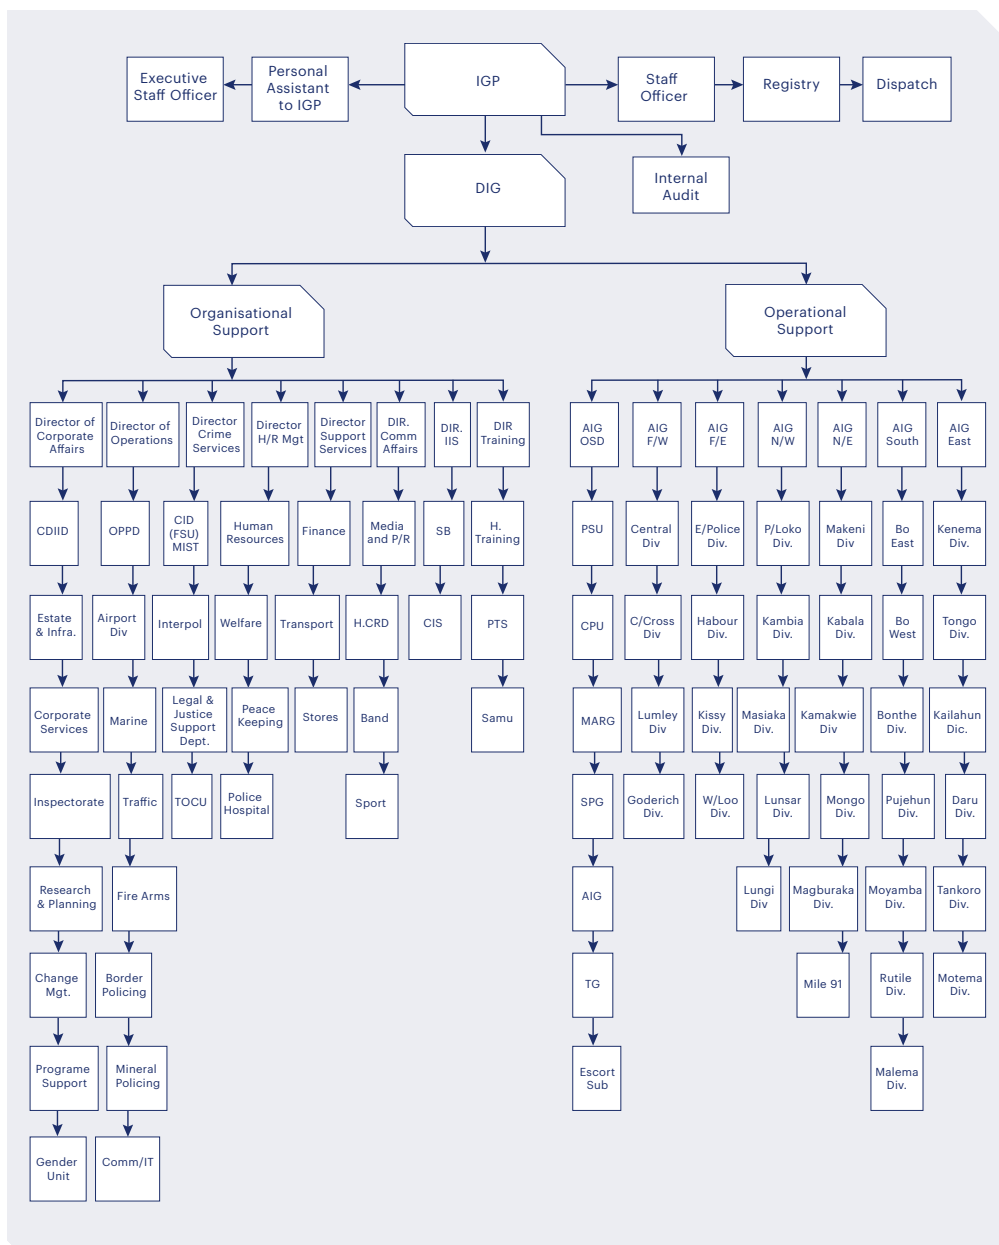 Executive
Staff Officer
Personal
Assistant
to IGP
IGP
Staff
Officer
Registry
Dispatch
DIG
Internal
Audit
Organisational
Support
Operational
Support
Director of
Corporate
Affairs
Director of
Operations
Director
Crime
Services
Director
H/R Mgt
Director
Support
Services
DIR.
Comm
Affairs
DIR.
IIS
DIR
Training
AIG
OSD
AIG
F/W
AIG
F/E
AIG
N/W
AIG
N/E
AIG
South
AIG
East
CDIID
OPPD
CID
(FSU)
MIST
Human
Resources
Finance
Media
and P/R
SB
H.
Training
PSU
Central
Div
E/Police
Div.
P/Loko
Div.
Makeni
Div
Bo
East
Kenema
Div.
Estate
& Infra.
Airport
Div
Interpol
Welfare
Transport
H.CRD
CIS
PTS
CPU
C/Cross
Div
Habour
Div.
Kambia
Div.
Kabala
Div.
Bo
West
Tongo
Div.
Corporate
Services
Marine
Legal &
Justice
Support
Dept.
Peace
Keeping
Stores
Band
Samu
MARG
Lumley
Div
Kissy
Div.
Masiaka
Div.
Kamakwie
Div
Bonthe
Div.
Kailahun
Dic.
Inspectorate
Traffic
TOCU
Police
Hospital
Sport
SPG
Goderich
Div.
W/Loo
Div.
Lunsar
Div.
Mongo
Div.
Pujehun
Div.
Daru
Div.
Research
& Planning
Fire Arms
AIG
Lungi
Div
Magburaka
Div.
Moyamba
Div.
Tankoro
Div.
Change
Mgt.
Border
Policing
TG
Mile 91
Rutile
Div.
Motema
Div.
Programe
Support
Mineral
Policing
Escort
Sub
Malema
Div.
Gender
Unit
Comm/IT